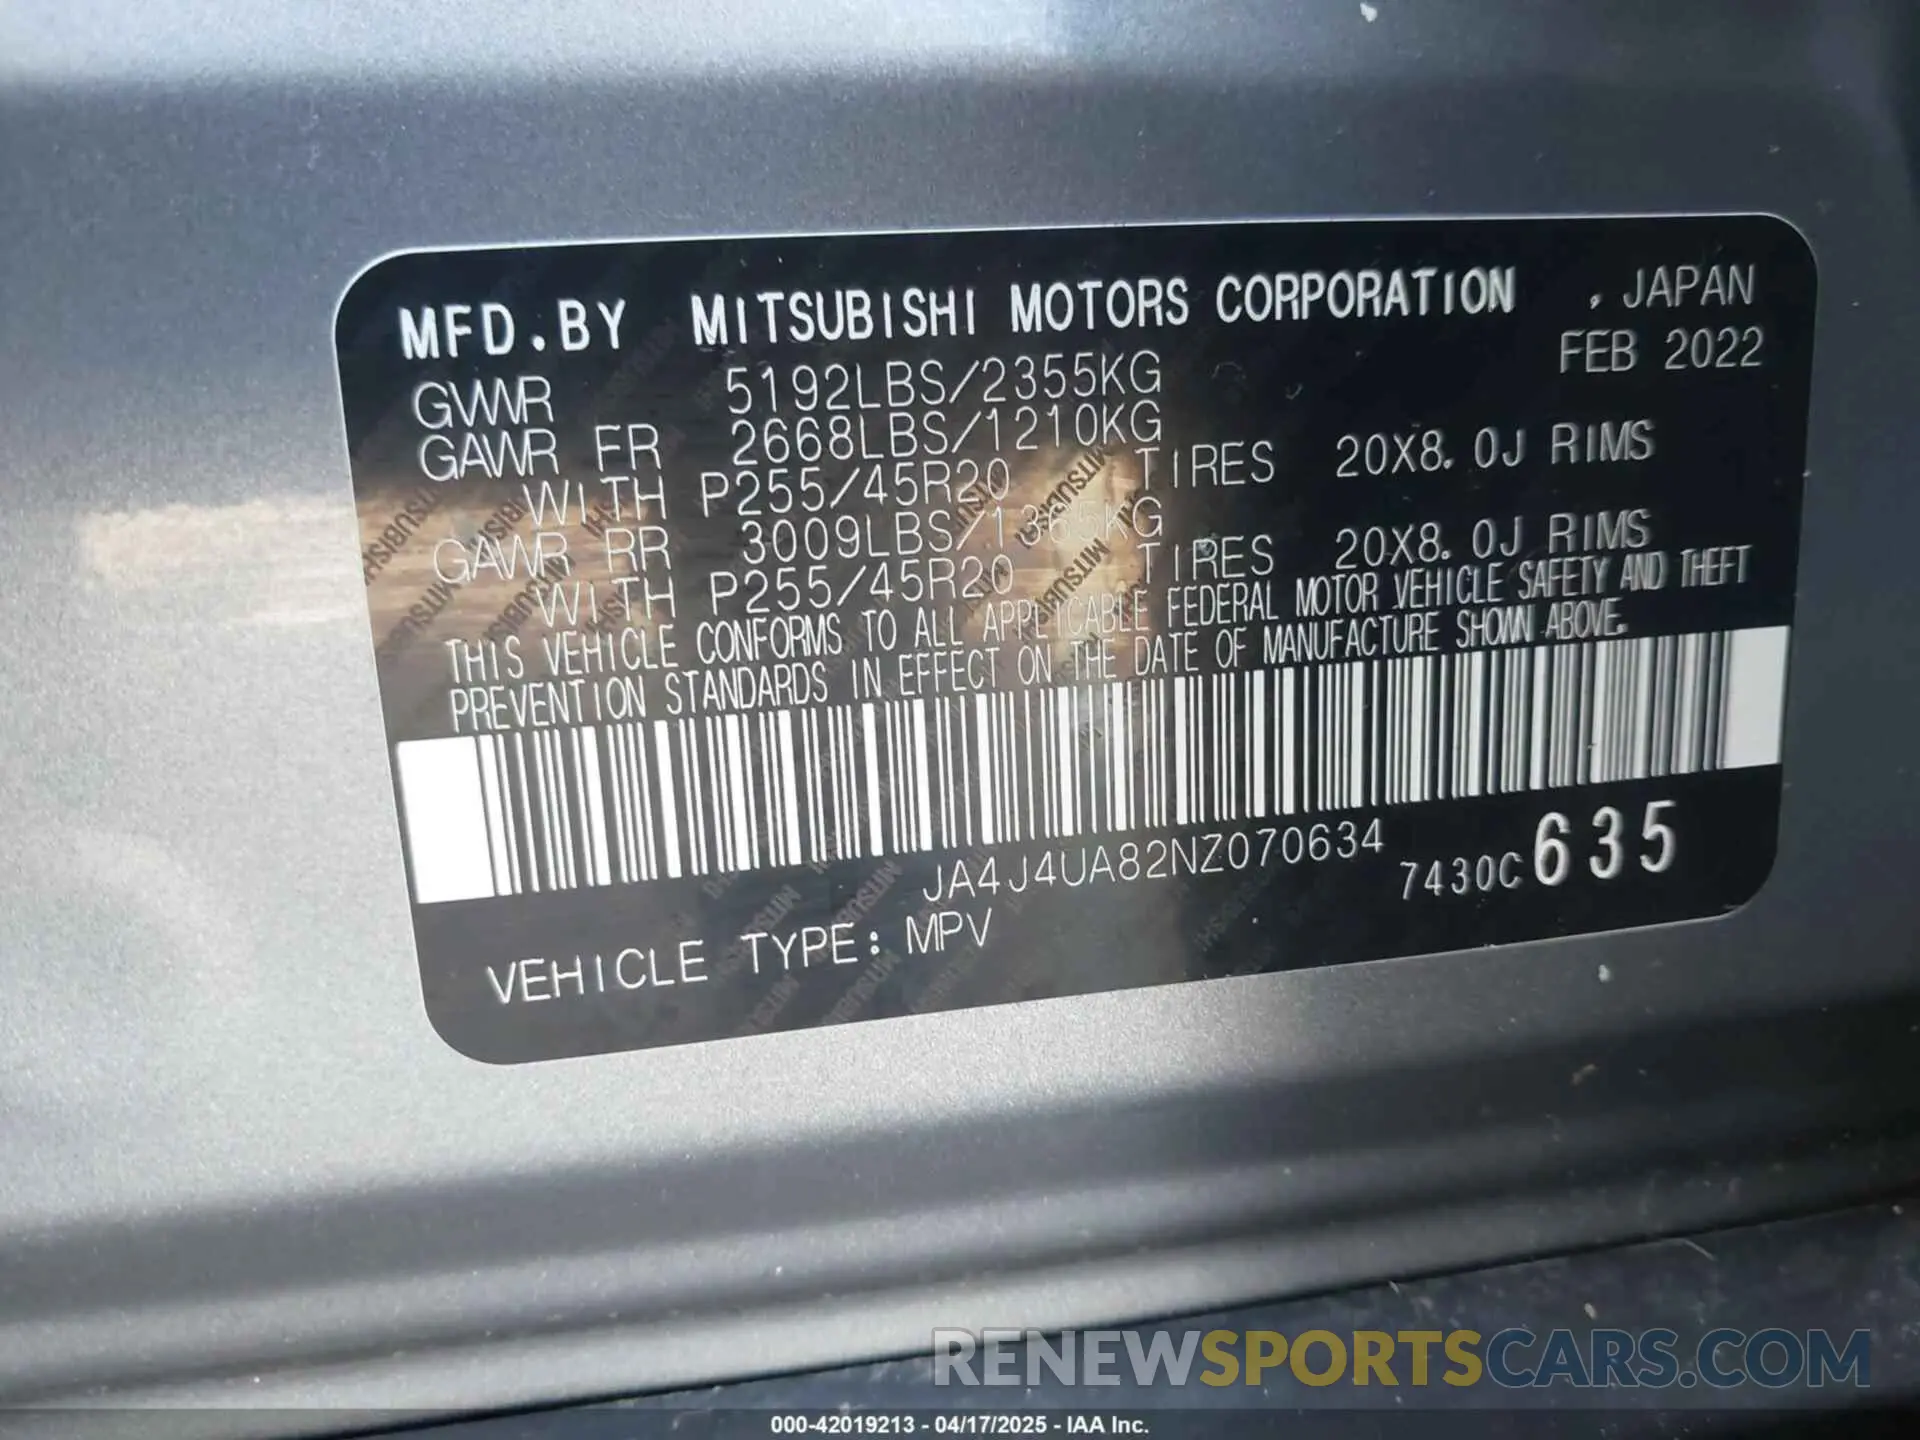 MFD.BY MITSUBISHI MOTORS CORPORATION , JAPAN
FEB 2022
GVWR 5192LBS/2355KG
GAWR FR 2668LBS/1210KG
WITH P255/45R20 TIRES 20X8.0J RIMS
GAWR RR 3009LBS/1365KG
WITH P255/45R20 TIRES 20X8.0J RIMS
THIS VEHICLE CONFORMS TO ALL APPLICABLE FEDERAL MOTOR VEHICLE SAFETY AND THEFT
PREVENTION STANDARDS IN EFFECT ON THE DATE OF MANUFACTURE SHOWN ABOVE.
JA4J4UA82NZ070634
7430C 635
VEHICLE TYPE: MPV
RENEWSPORTSCARS.COM
000-42019213 - 04/17/2025 - IAA Inc.